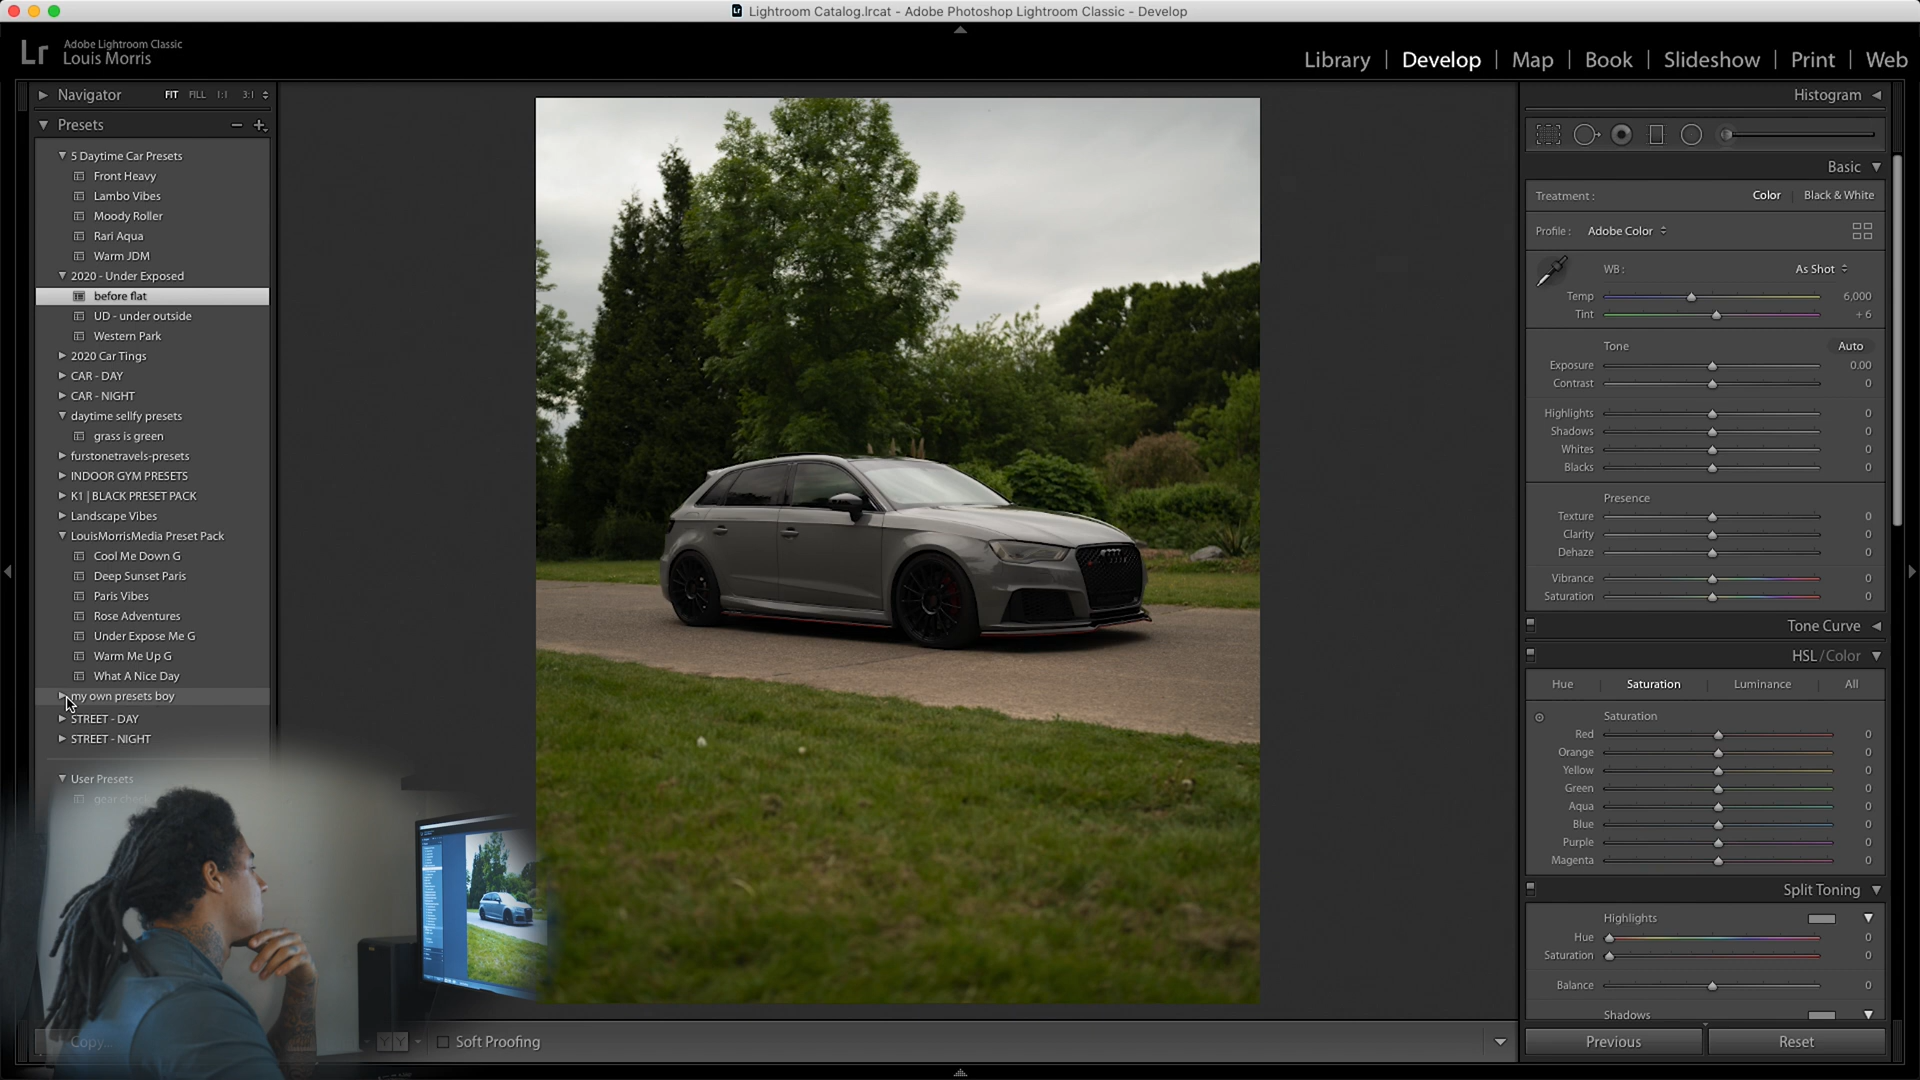 Lightroom Catalog.lrcat - Adobe Photoshop Lightroom Classic - Develop
Lr
Adobe Lightroom Classic
Louis Morris
Library | Develop | Map | Book | Slideshow | Print | Web
Navigator FIT FILL 1:1 3:1
Presets
5 Daytime Car Presets
Front Heavy
Lambo Vibes
Moody Roller
Rari Aqua
Warm JDM
2020 - Under Exposed
before flat
UD - under outside
Western Park
2020 Car Tings
CAR - DAY
CAR - NIGHT
daytime sellfy presets
grass is green
furstonetravels-presets
INDOOR GYM PRESETS
K1 | BLACK PRESET PACK
Landscape Vibes
LouisMorrisMedia Preset Pack
Cool Me Down G
Deep Sunset Paris
Paris Vibes
Rose Adventures
Under Expose Me G
Warm Me Up G
What A Nice Day
my own presets boy
STREET - DAY
STREET - NIGHT
User Presets
gear check
Copy...
Soft Proofing
Histogram
Basic
Treatment : Color | Black & White
Profile : Adobe Color
WB : As Shot
Temp 6,000
Tint + 6
Tone Auto
Exposure 0.00
Contrast 0
Highlights 0
Shadows 0
Whites 0
Blacks 0
Presence
Texture 0
Clarity 0
Dehaze 0
Vibrance 0
Saturation 0
Tone Curve
HSL / Color
Hue Saturation Luminance All
Saturation
Red 0
Orange 0
Yellow 0
Green 0
Aqua 0
Blue 0
Purple 0
Magenta 0
Split Toning
Highlights
Hue 0
Saturation 0
Balance 0
Shadows
Previous Reset